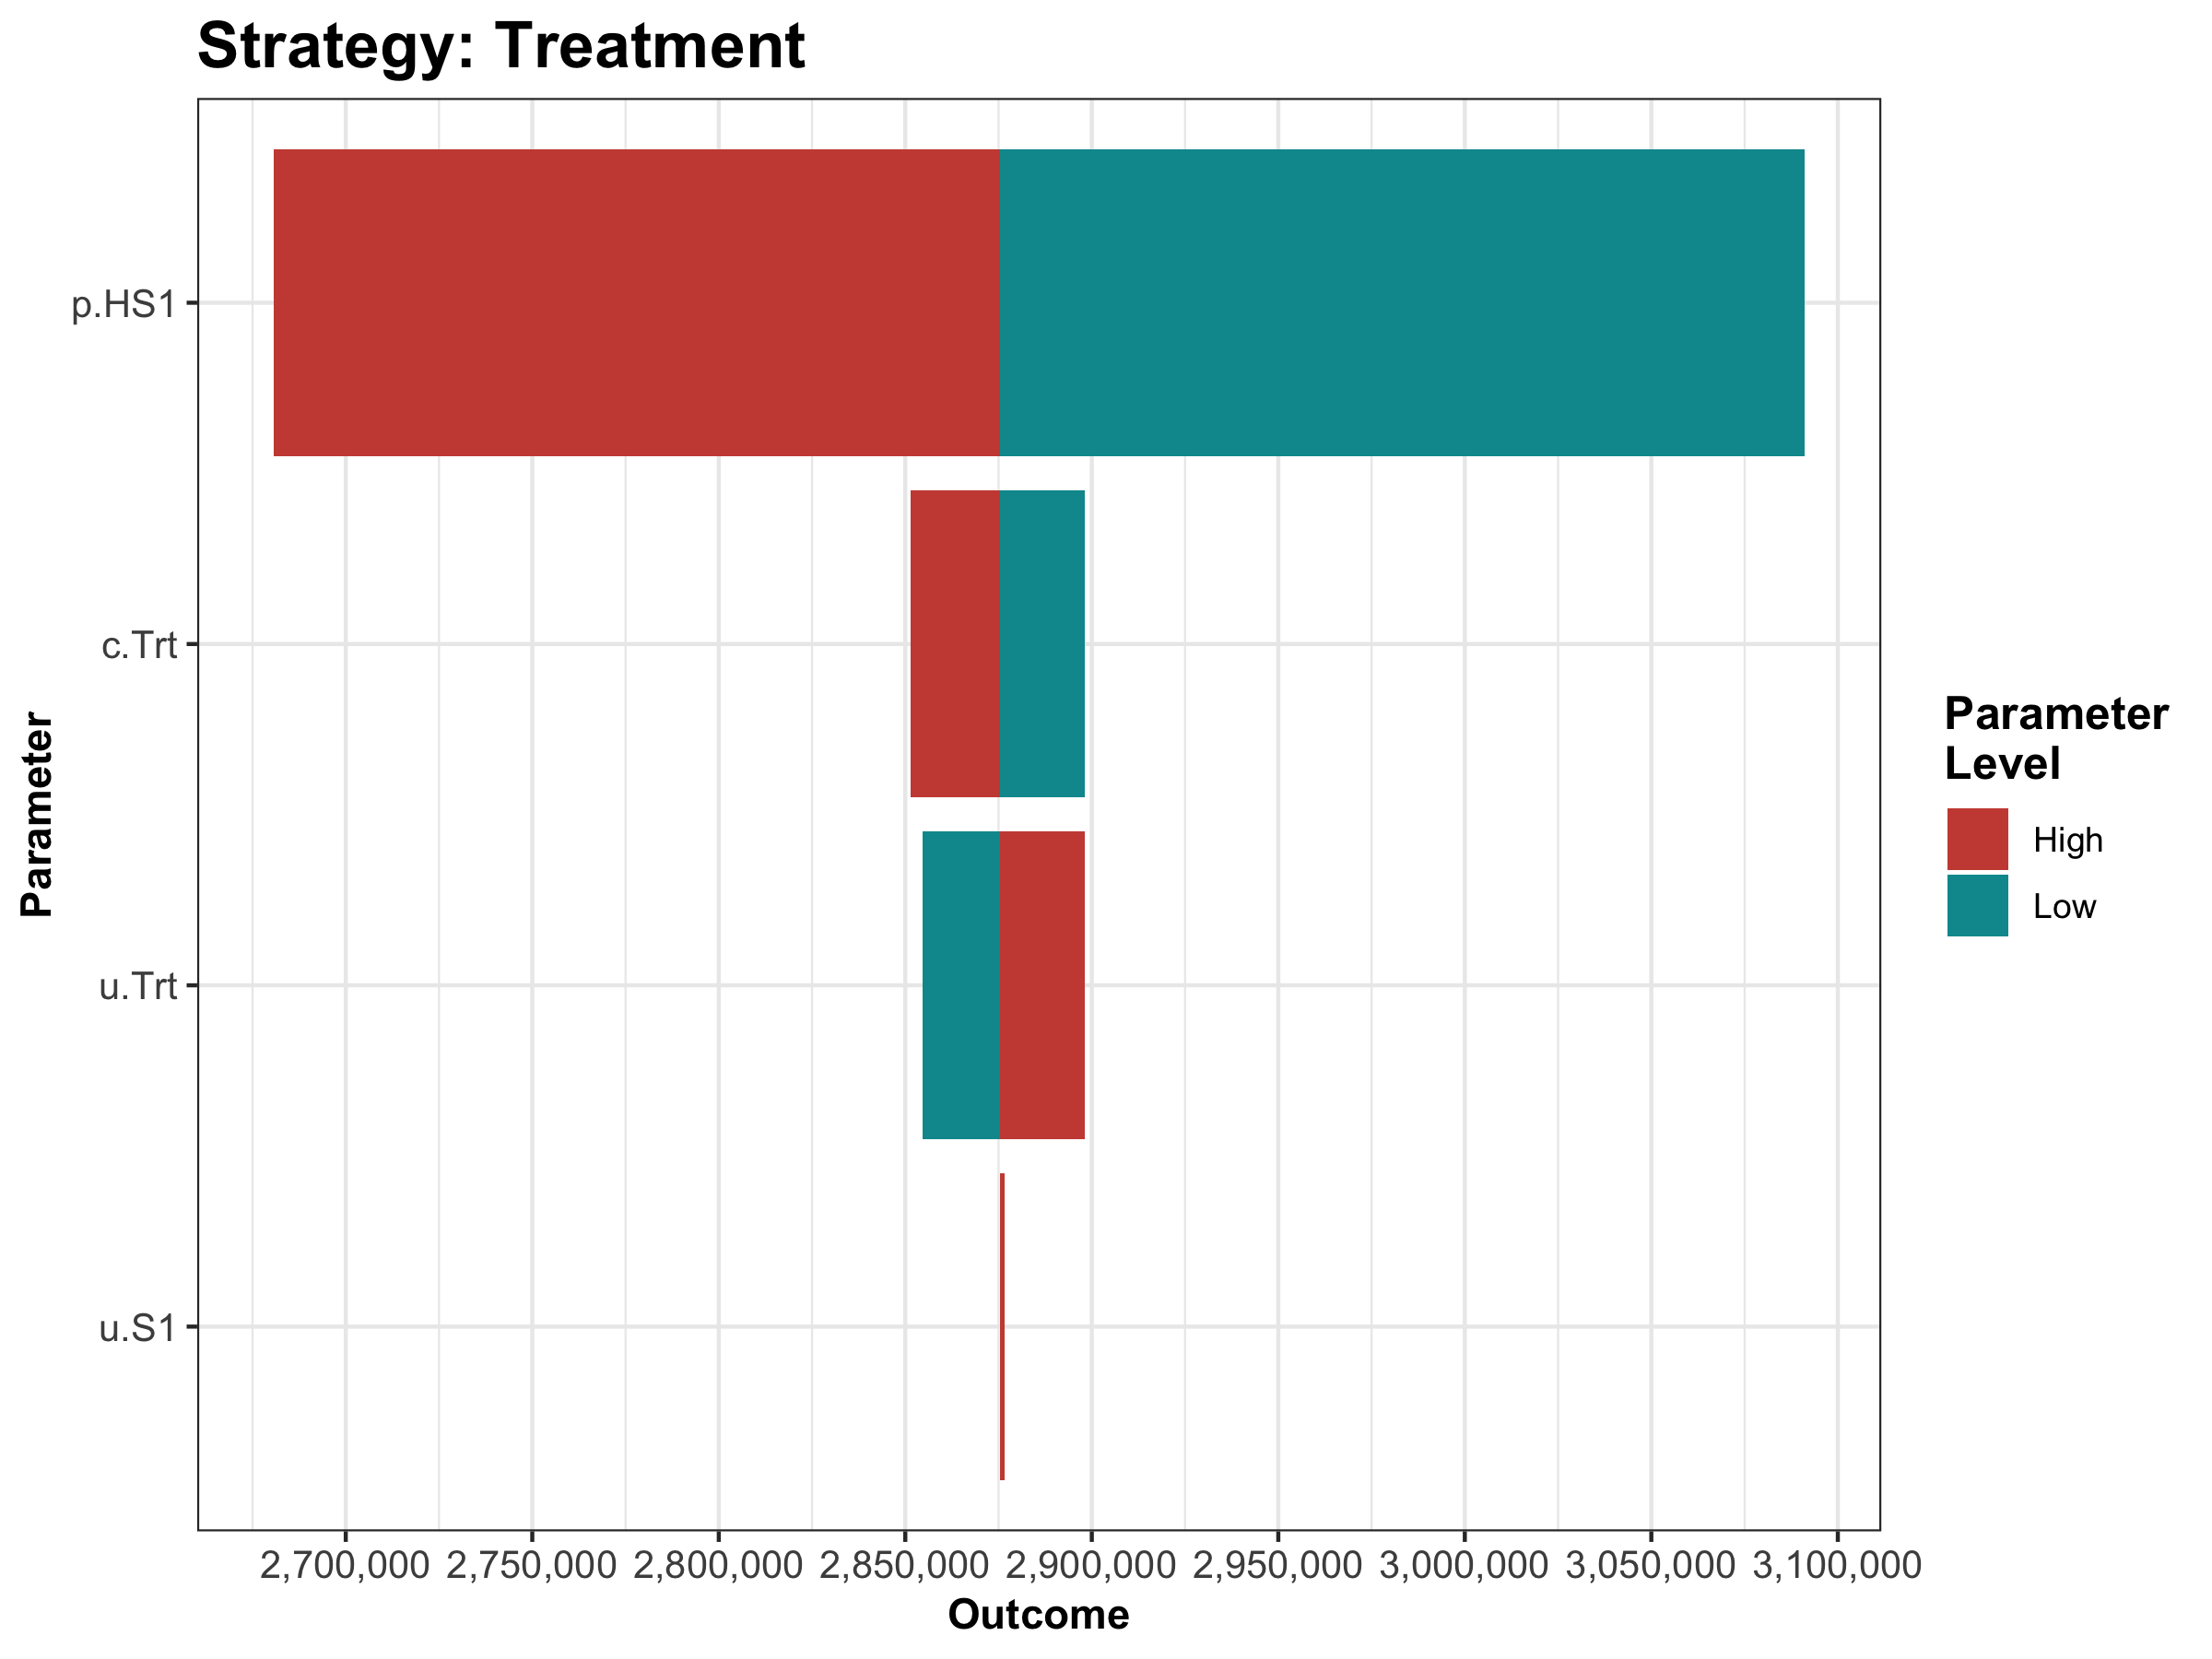 Strategy: Treatment
p.HS1
c.Trt
u.Trt
u.S1
Parameter
2,700,000 2,750,000 2,800,000 2,850,000 2,900,000 2,950,000 3,000,000 3,050,000 3,100,000
Outcome
Parameter
Level
High
Low